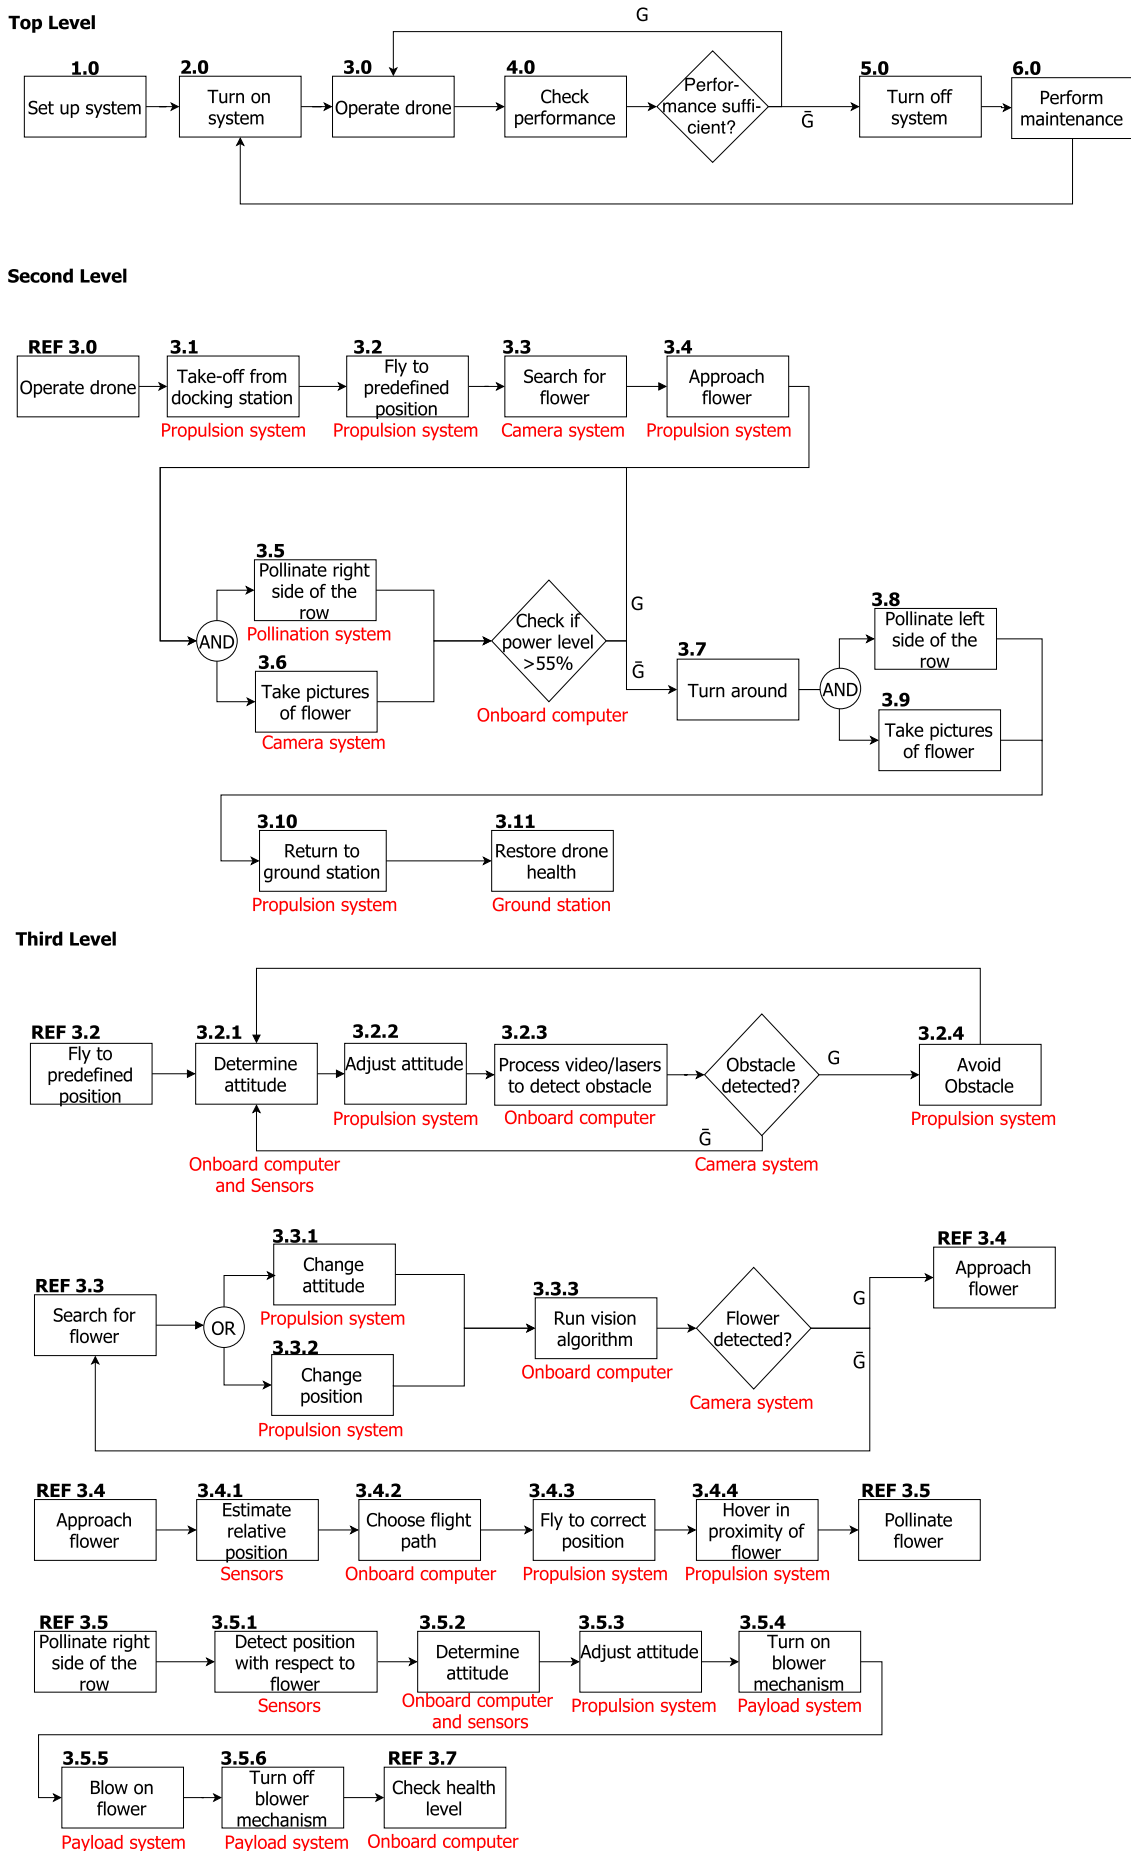 Top Level
G
1.0
Set up system
2.0
Turn on
system
3.0
Operate drone
4.0
Check
performance
Perfor-
mance suffi-
cient?
Ḡ
5.0
Turn off
system
6.0
Perform
maintenance
Second Level
REF 3.0
Operate drone
3.1
Take-off from
docking station
Propulsion system
3.2
Fly to
predefined
position
Propulsion system
3.3
Search for
flower
Camera system
3.4
Approach
flower
Propulsion system
AND
3.5
Pollinate right
side of the
row
Pollination system
3.6
Take pictures
of flower
Camera system
Check if
power level
>55%
Onboard computer
G
Ḡ
3.7
Turn around
AND
3.8
Pollinate left
side of the
row
3.9
Take pictures
of flower
3.10
Return to
ground station
Propulsion system
3.11
Restore drone
health
Ground station
Third Level
REF 3.2
Fly to
predefined
position
3.2.1
Determine
attitude
Onboard computer
and Sensors
3.2.2
Adjust attitude
Propulsion system
3.2.3
Process video/lasers
to detect obstacle
Onboard computer
Obstacle
detected?
Camera system
G
Ḡ
3.2.4
Avoid
Obstacle
Propulsion system
REF 3.3
Search for
flower
OR
3.3.1
Change
attitude
Propulsion system
3.3.2
Change
position
Propulsion system
3.3.3
Run vision
algorithm
Onboard computer
Flower
detected?
Camera system
G
Ḡ
REF 3.4
Approach
flower
REF 3.4
Approach
flower
3.4.1
Estimate
relative
position
Sensors
3.4.2
Choose flight
path
Onboard computer
3.4.3
Fly to correct
position
Propulsion system
3.4.4
Hover in
proximity of
flower
Propulsion system
REF 3.5
Pollinate
flower
REF 3.5
Pollinate right
side of the
row
3.5.1
Detect position
with respect to
flower
Sensors
3.5.2
Determine
attitude
Onboard computer
and sensors
3.5.3
Adjust attitude
Propulsion system
3.5.4
Turn on
blower
mechanism
Payload system
3.5.5
Blow on
flower
Payload system
3.5.6
Turn off
blower
mechanism
Payload system
REF 3.7
Check health
level
Onboard computer